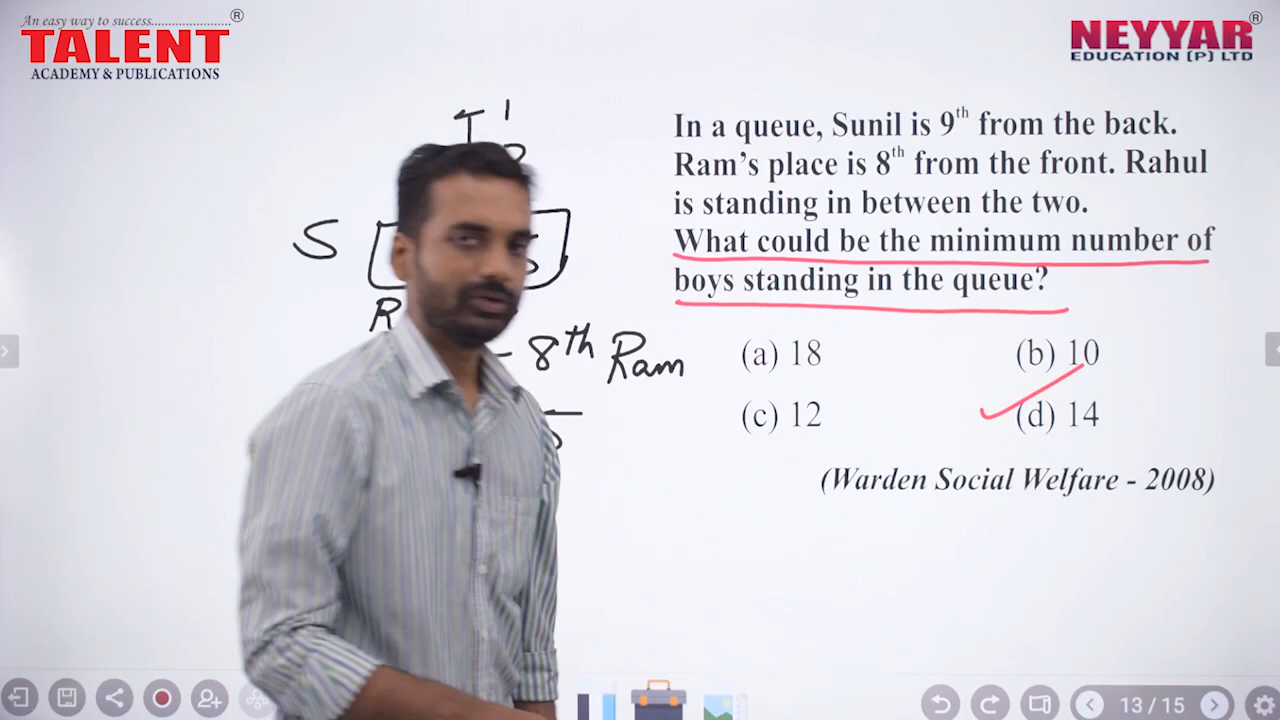 An easy way to success........................®
TALENT
ACADEMY & PUBLICATIONS
NEYYAR®
EDUCATION (P) LTD
In a queue, Sunil is 9th from the back.
Ram's place is 8th from the front. Rahul
is standing in between the two.
What could be the minimum number of
boys standing in the queue?
(a) 18
(b) 10
(c) 12
(d) 14
(Warden Social Welfare - 2008)
1
S
R
8th Ram
13 / 15